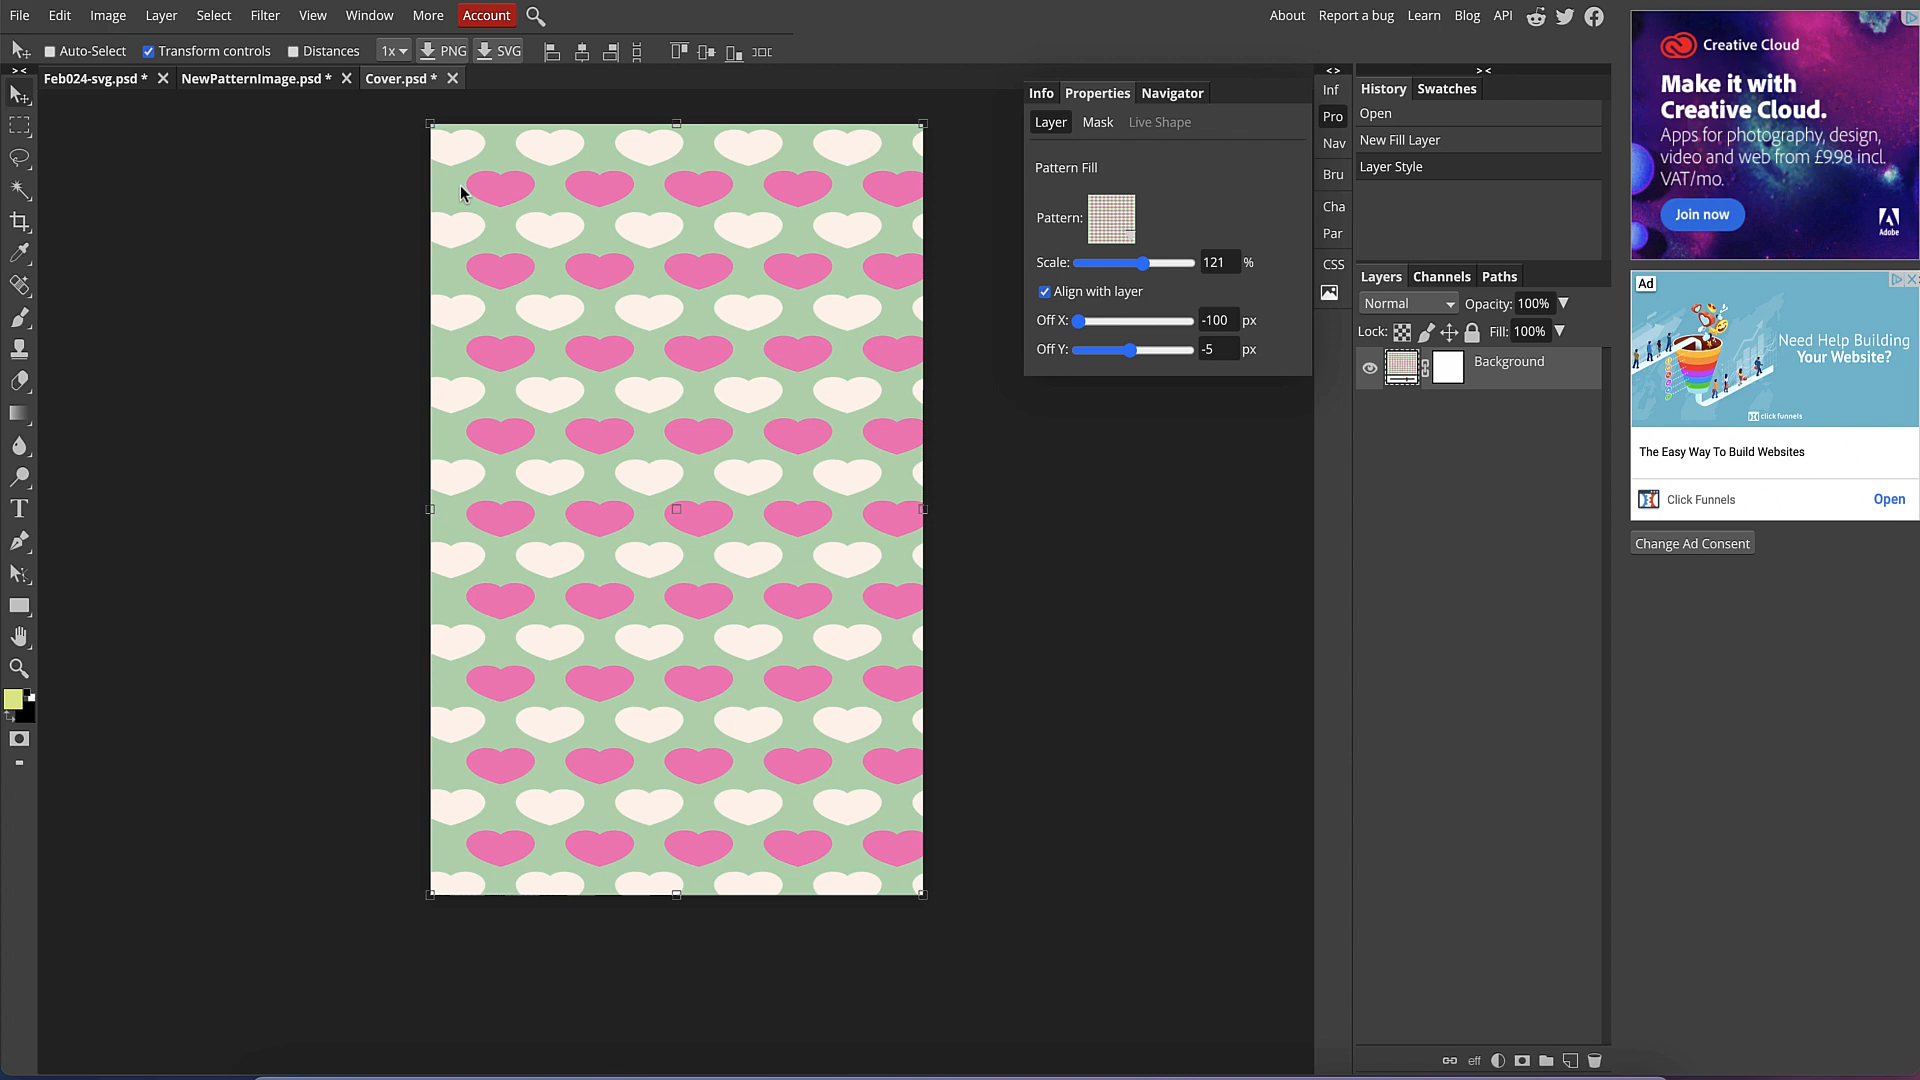 File Edit Image Layer Select Filter View Window More Account About Report a bug Learn Blog API
Auto-Select Transform controls Distances 1x PNG SVG
> < Feb024-svg.psd * NewPatternImage.psd * Cover.psd *
Info Properties Navigator
Layer Mask Live Shape
Pattern Fill
Pattern:
Scale: 121 %
Align with layer
Off X: -100 px
Off Y: -5 px
< >
Inf
Pro
Nav
Bru
Cha
Par
CSS
> <
History Swatches
Open
New Fill Layer
Layer Style
Layers Channels Paths
Normal Opacity: 100%
Lock: Fill: 100%
Background
eff
Creative Cloud
Make it with
Creative Cloud.
Apps for photography, design,
video and web from £9.98 incl.
VAT/mo.
Join now
Adobe
Ad
Need Help Building
Your Website?
clickfunnels
The Easy Way To Build Websites
Click Funnels Open
Change Ad Consent